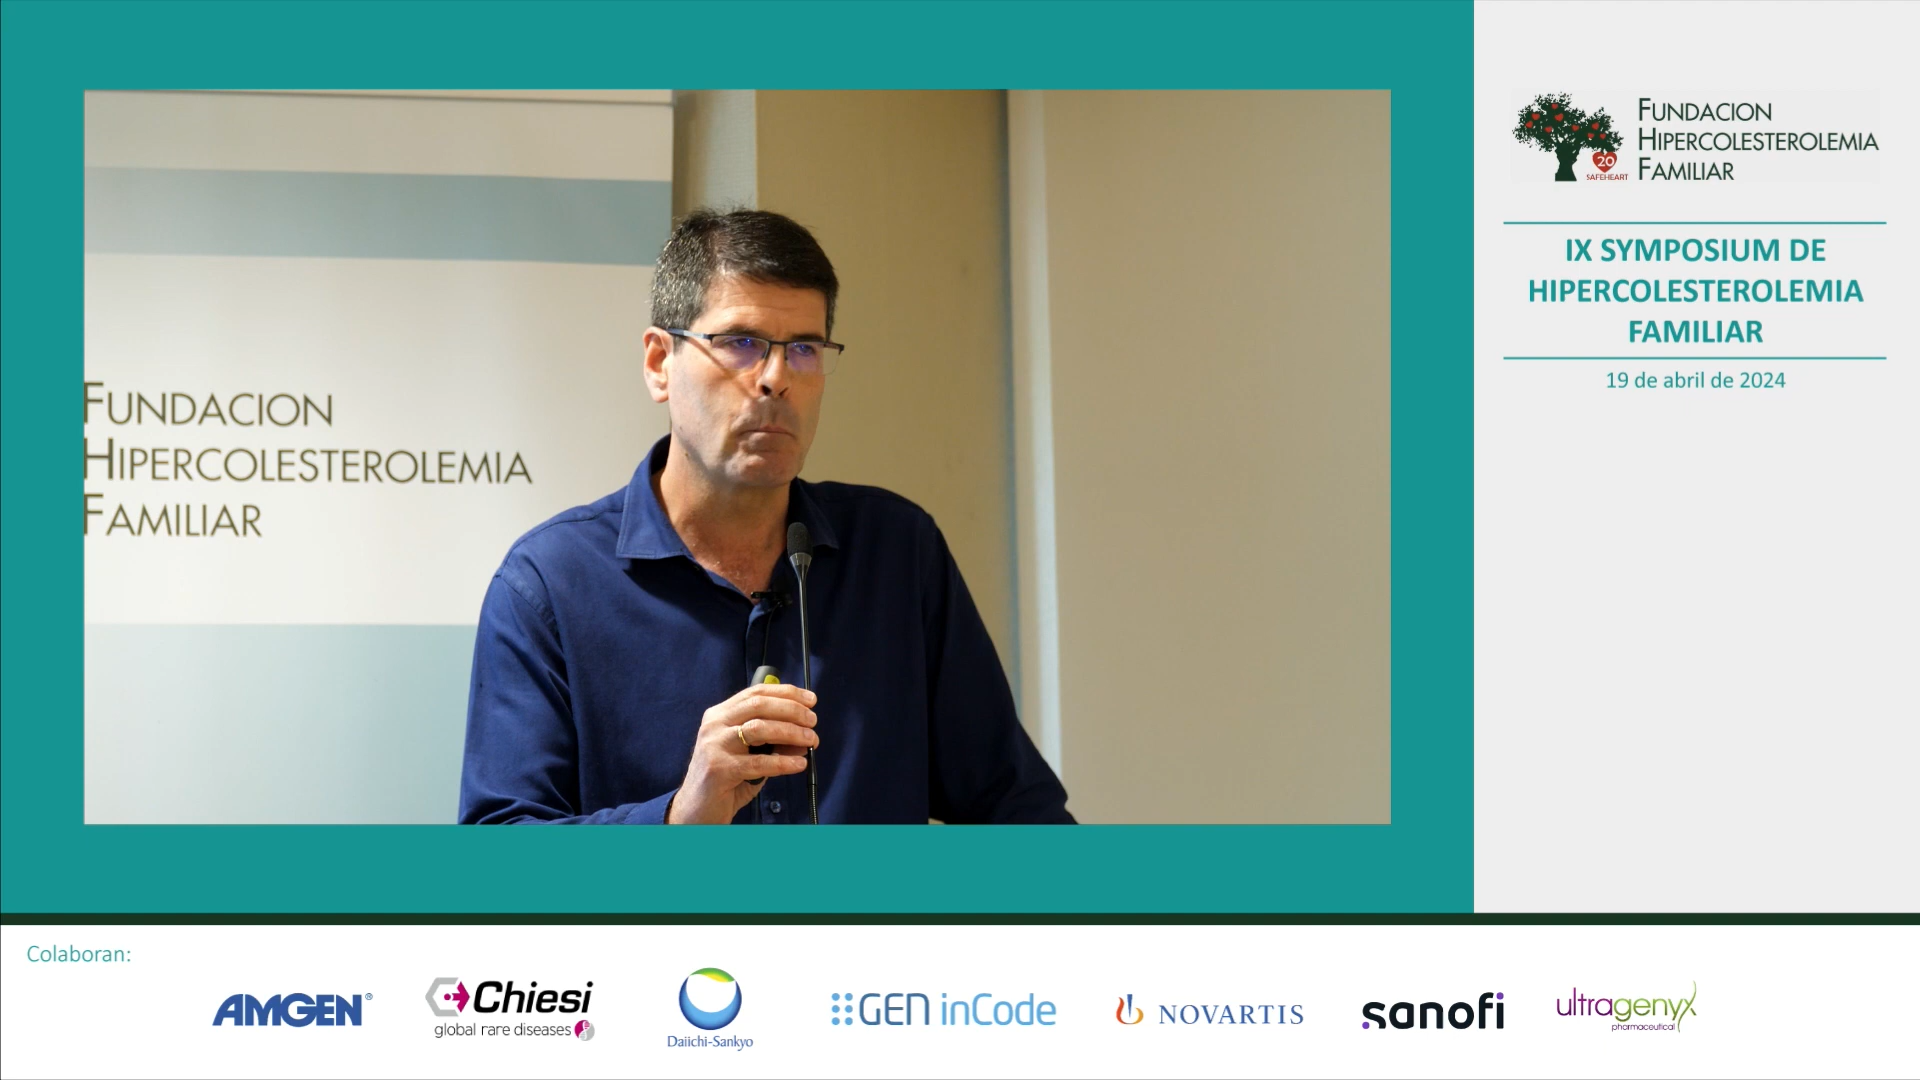 FUNDACION
HIPERCOLESTEROLEMIA
FAMILIAR
FUNDACION
HIPERCOLESTEROLEMIA
FAMILIAR
20
SAFEHEART
IX SYMPOSIUM DE
HIPERCOLESTEROLEMIA
FAMILIAR
19 de abril de 2024
Colaboran:
AMGEN®
Chiesi
global rare diseases
Daiichi-Sankyo
GEN inCode
NOVARTIS
sanofi
ultragenyx
pharmaceutical